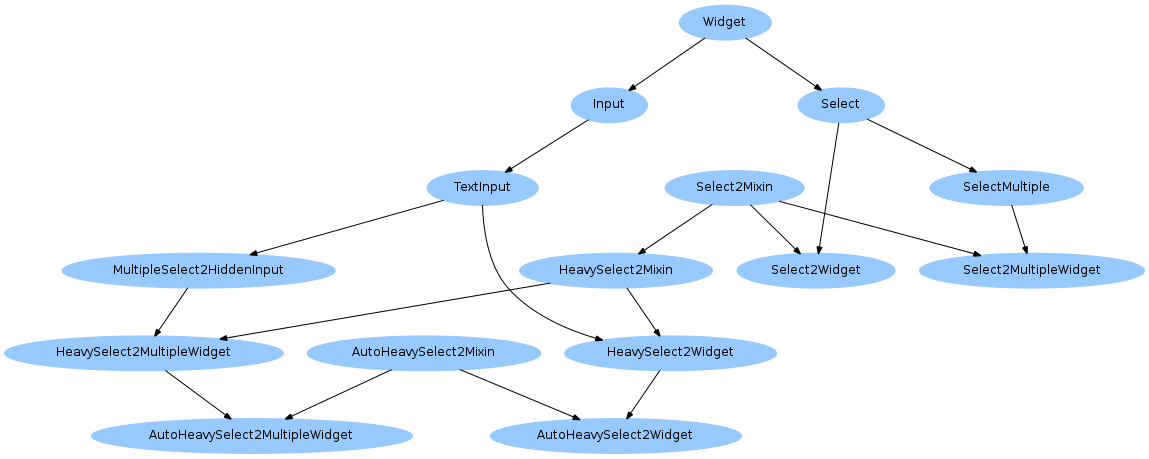 Widget
Input
Select
TextInput
Select2Mixin
SelectMultiple
MultipleSelect2HiddenInput
HeavySelect2Mixin
Select2Widget
Select2MultipleWidget
HeavySelect2MultipleWidget
AutoHeavySelect2Mixin
HeavySelect2Widget
AutoHeavySelect2MultipleWidget
AutoHeavySelect2Widget